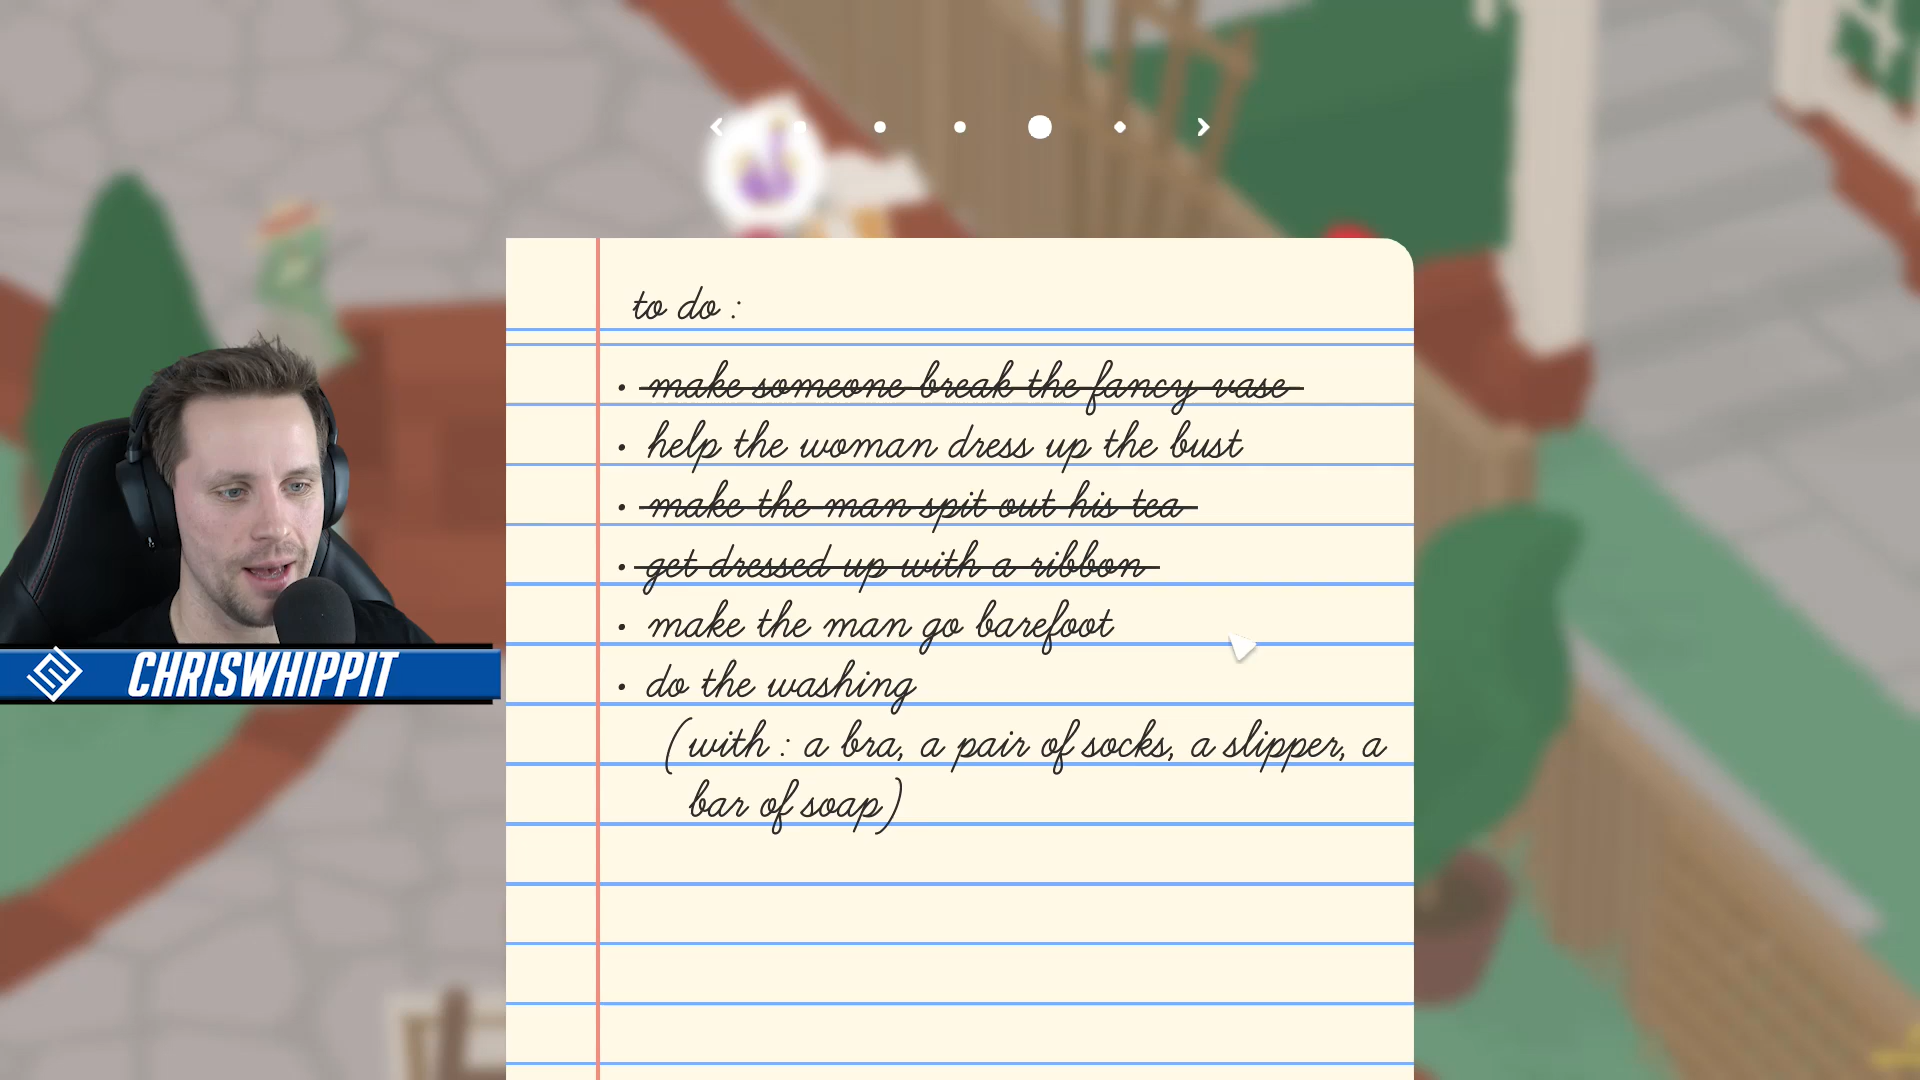 to do :
• make someone break the fancy vase
• help the woman dress up the bust
• make the man spit out his tea
• get dressed up with a ribbon
• make the man go barefoot
• do the washing
(with : a bra, a pair of socks, a slipper, a
bar of soap)
CHRISWHIPPIT